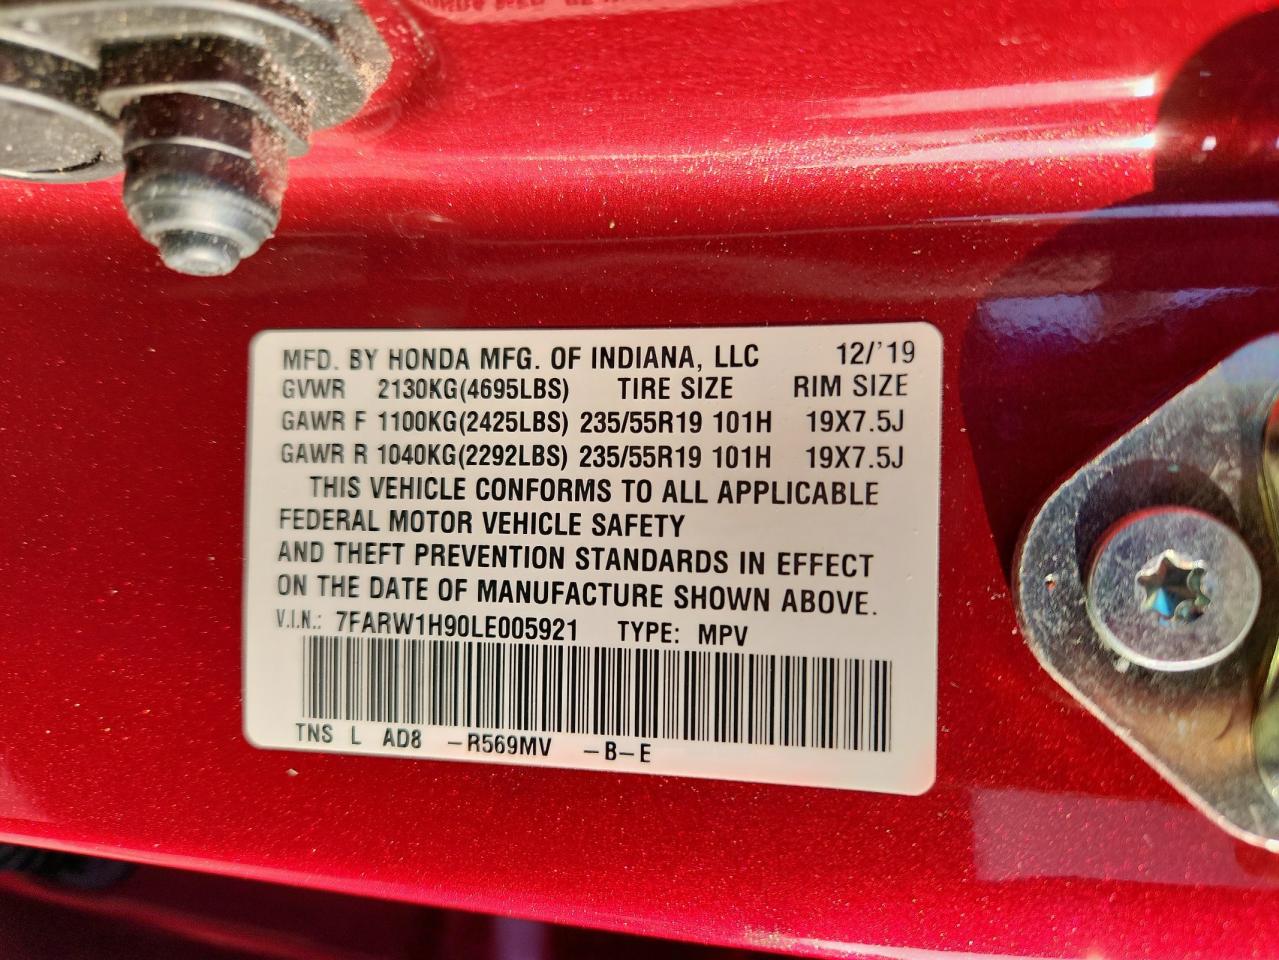 MFD. BY HONDA MFG. OF INDIANA, LLC 12/'19
GVWR 2130KG(4695LBS) TIRE SIZE RIM SIZE
GAWR F 1100KG(2425LBS) 235/55R19 101H 19X7.5J
GAWR R 1040KG(2292LBS) 235/55R19 101H 19X7.5J
THIS VEHICLE CONFORMS TO ALL APPLICABLE
FEDERAL MOTOR VEHICLE SAFETY
AND THEFT PREVENTION STANDARDS IN EFFECT
ON THE DATE OF MANUFACTURE SHOWN ABOVE.
V.I.N.: 7FARW1H90LE005921 TYPE: MPV
TNS L AD8 -R569MV -B-E